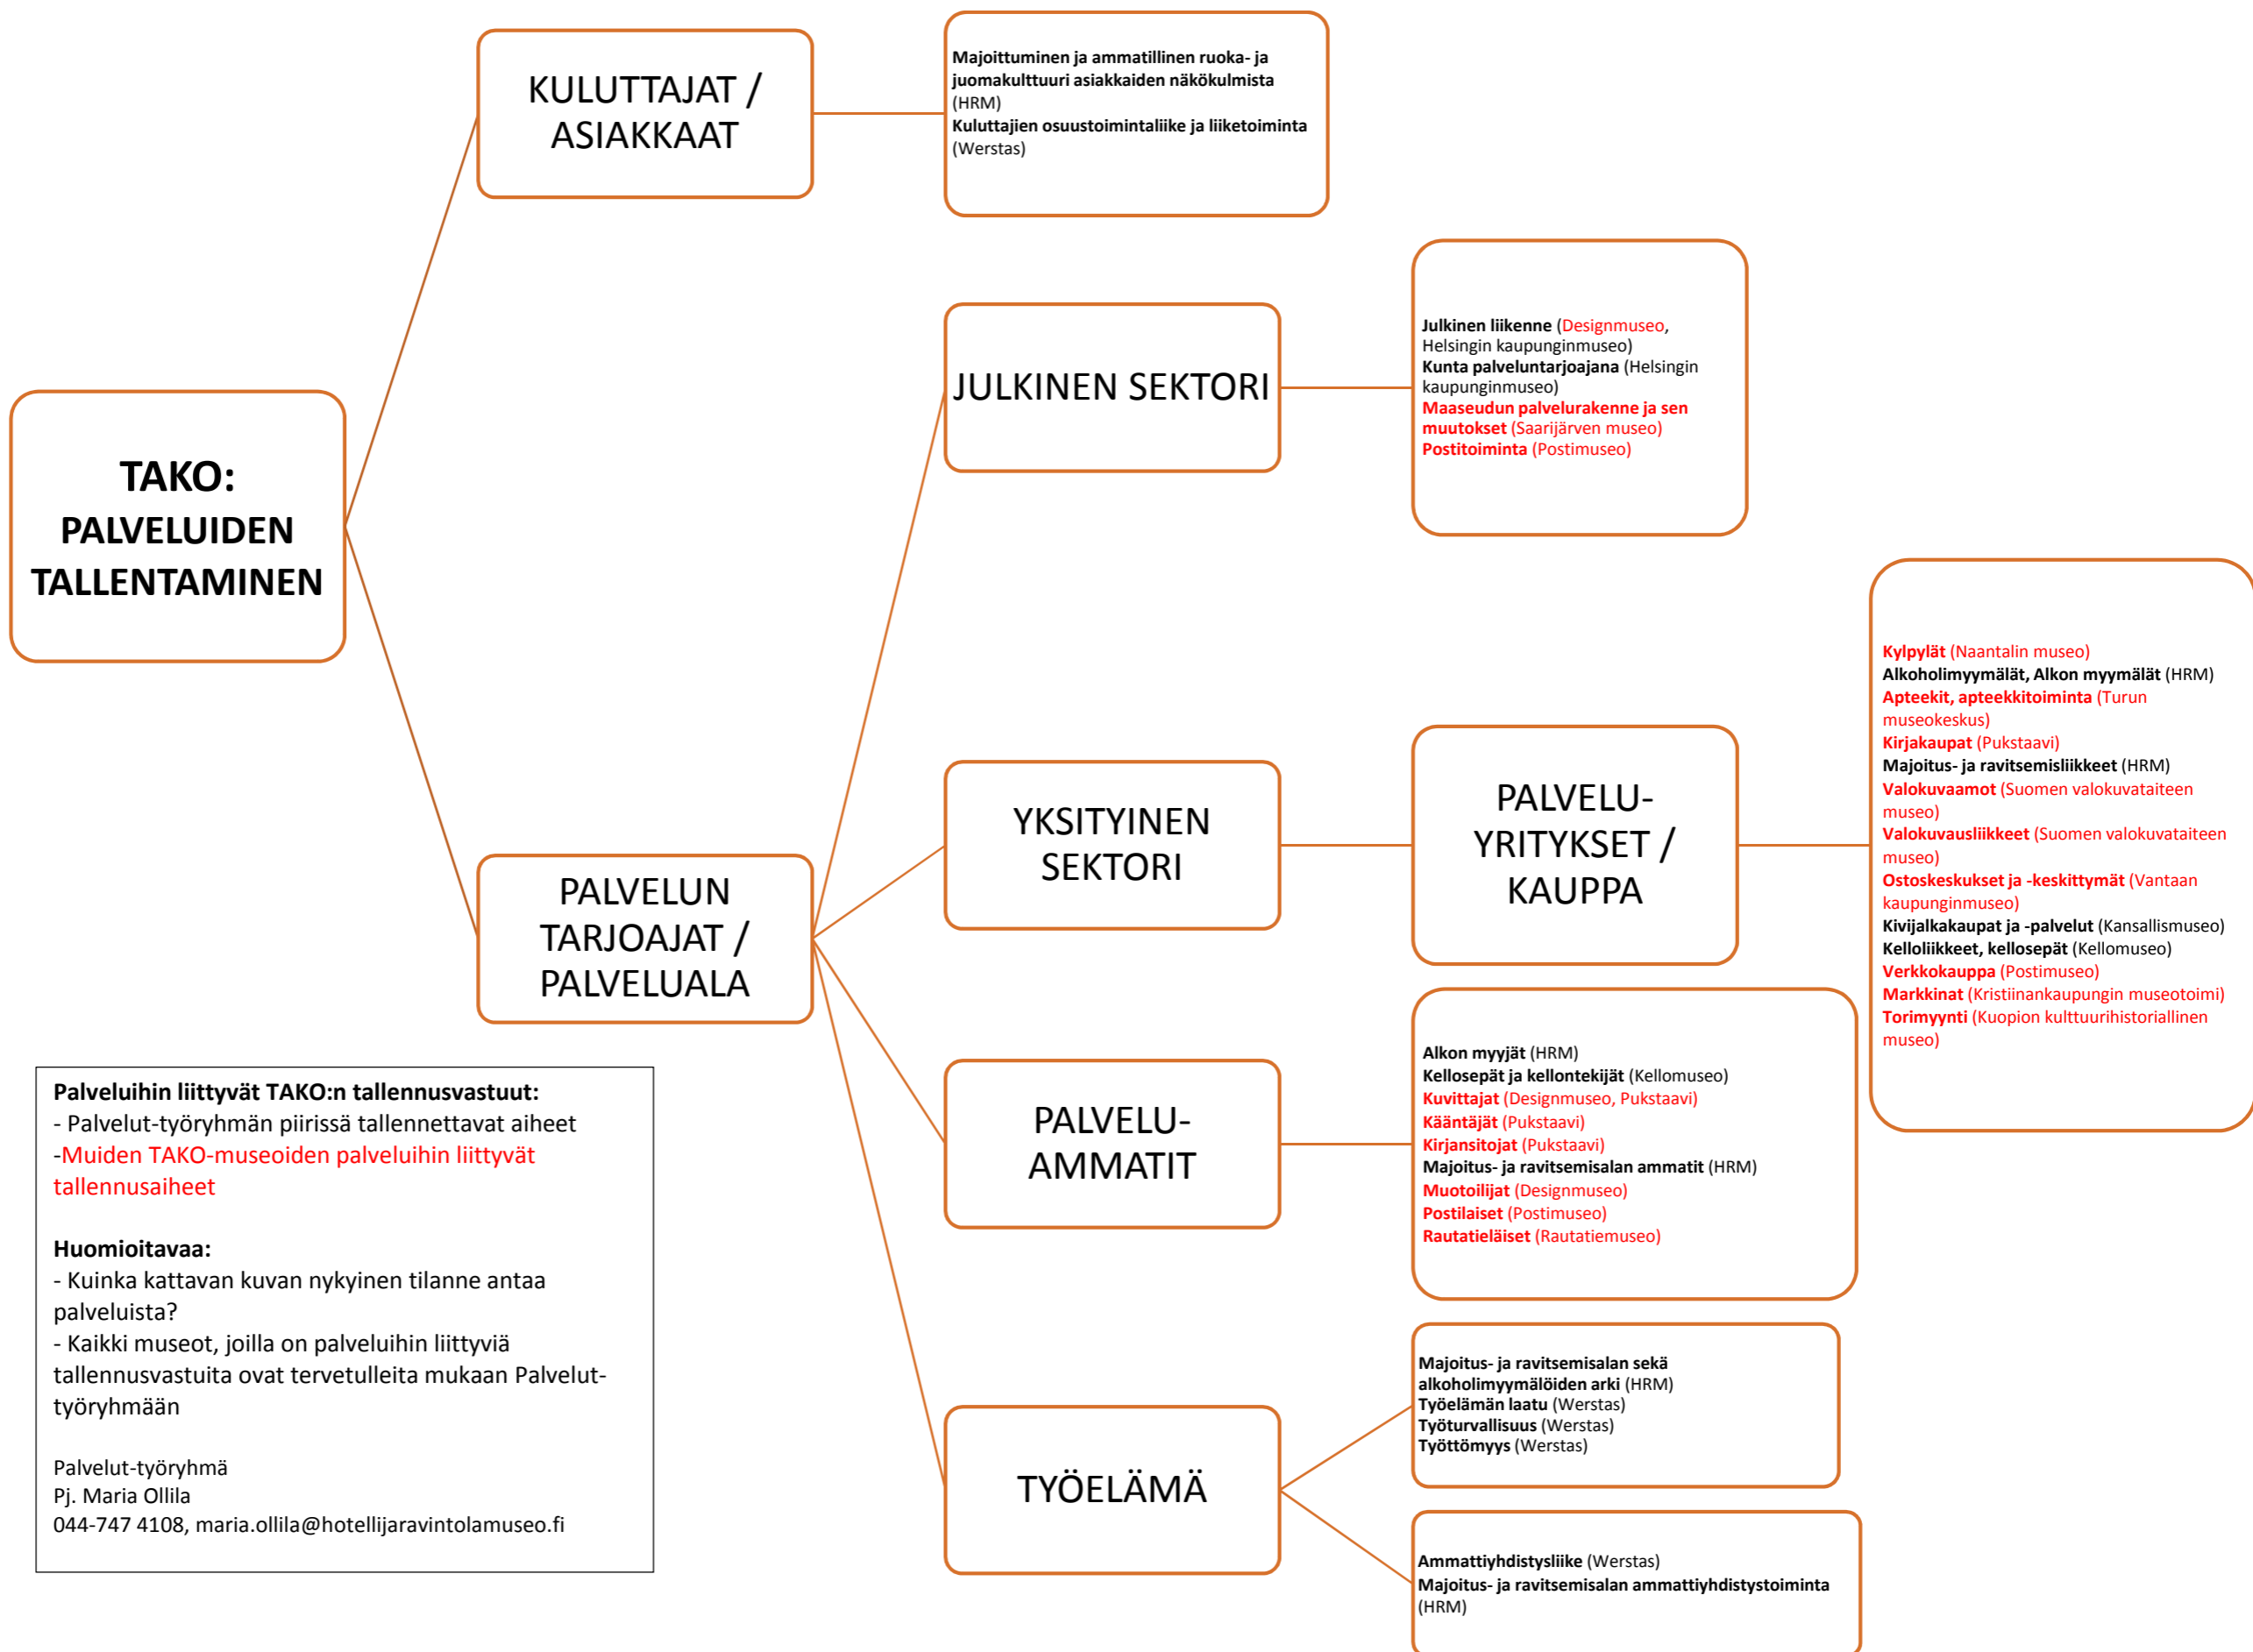 TAKO:
PALVELUIDEN
TALLENTAMINEN
KULUTTAJAT /
ASIAKKAAT
Majoittuminen ja ammatillinen ruoka- ja
juomakulttuuri asiakkaiden näkökulmista
(HRM)
Kuluttajien osuustoimintaliike ja liiketoiminta
(Werstas)
PALVELUN
TARJOAJAT /
PALVELUALA
JULKINEN SEKTORI
Julkinen liikenne (Designmuseo,
Helsingin kaupunginmuseo)
Kunta palveluntarjoajana (Helsingin
kaupunginmuseo)
Maaseudun palvelurakenne ja sen
muutokset (Saarijärven museo)
Postitoiminta (Postimuseo)
YKSITYINEN
SEKTORI
PALVELU-
YRITYKSET /
KAUPPA
Kylpylät (Naantalin museo)
Alkoholimyymälät, Alkon myymälät (HRM)
Apteekit, apteekkitoiminta (Turun
museokeskus)
Kirjakaupat (Pukstaavi)
Majoitus- ja ravitsemisliikkeet (HRM)
Valokuvaamot (Suomen valokuvataiteen
museo)
Valokuvausliikkeet (Suomen valokuvataiteen
museo)
Ostoskeskukset ja -keskittymät (Vantaan
kaupunginmuseo)
Kivijalkakaupat ja -palvelut (Kansallismuseo)
Kelloliikkeet, kellosepät (Kellomuseo)
Verkkokauppa (Postimuseo)
Markkinat (Kristiinankaupungin museotoimi)
Torimyynti (Kuopion kulttuurihistoriallinen
museo)
PALVELU-
AMMATIT
Alkon myyjät (HRM)
Kellosepät ja kellontekijät (Kellomuseo)
Kuvittajat (Designmuseo, Pukstaavi)
Kääntäjät (Pukstaavi)
Kirjansitojat (Pukstaavi)
Majoitus- ja ravitsemisalan ammatit (HRM)
Muotoilijat (Designmuseo)
Postilaiset (Postimuseo)
Rautatieläiset (Rautatiemuseo)
TYÖELÄMÄ
Majoitus- ja ravitsemisalan sekä
alkoholimyymälöiden arki (HRM)
Työelämän laatu (Werstas)
Työturvallisuus (Werstas)
Työttömyys (Werstas)
Ammattiyhdistysliike (Werstas)
Majoitus- ja ravitsemisalan ammattiyhdistystoiminta
(HRM)
Palveluihin liittyvät TAKO:n tallennusvastuut:
- Palvelut-työryhmän piirissä tallennettavat aiheet
-Muiden TAKO-museoiden palveluihin liittyvät
tallennusaiheet
Huomioitavaa:
- Kuinka kattavan kuvan nykyinen tilanne antaa
palveluista?
- Kaikki museot, joilla on palveluihin liittyviä
tallennusvastuita ovat tervetulleita mukaan Palvelut-
työryhmään
Palvelut-työryhmä
Pj. Maria Ollila
044-747 4108, maria.ollila@hotellijaravintolamuseo.fi